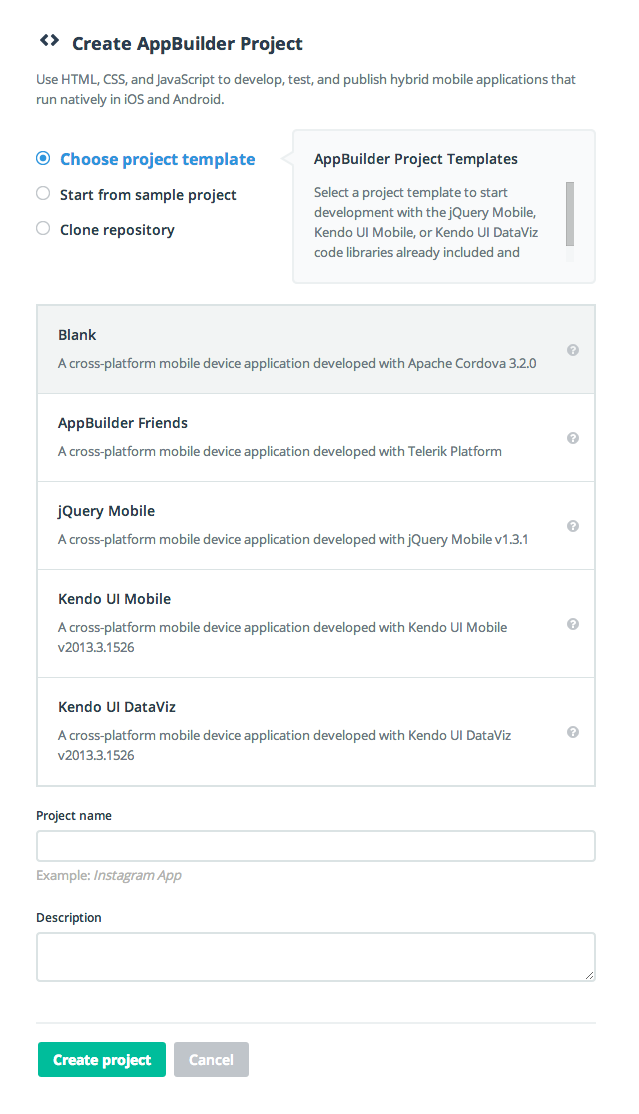 Create AppBuilder Project
Use HTML, CSS, and JavaScript to develop, test, and publish hybrid mobile applications that
run natively in iOS and Android.
Choose project template
Start from sample project
Clone repository
AppBuilder Project Templates
Select a project template to start
development with the jQuery Mobile,
Kendo UI Mobile, or Kendo UI DataViz
code libraries already included and
Blank
A cross-platform mobile device application developed with Apache Cordova 3.2.0
AppBuilder Friends
A cross-platform mobile device application developed with Telerik Platform
jQuery Mobile
A cross-platform mobile device application developed with jQuery Mobile v1.3.1
Kendo UI Mobile
A cross-platform mobile device application developed with Kendo UI Mobile
v2013.3.1526
Kendo UI DataViz
A cross-platform mobile device application developed with Kendo UI DataViz
v2013.3.1526
Project name
Example: Instagram App
Description
Create project
Cancel